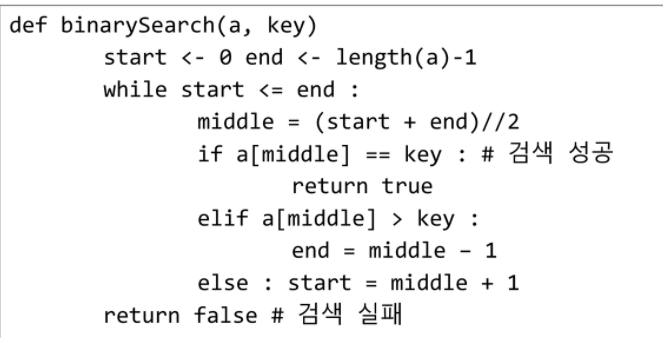 def binarySearch(a, key)
start <- 0 end <- length(a)-1
while start <= end :
middle = (start + end)//2
if a[middle] == key : # 검색 성공
return true
elif a[middle] > key :
end = middle – 1
else : start = middle + 1
return false # 검색 실패